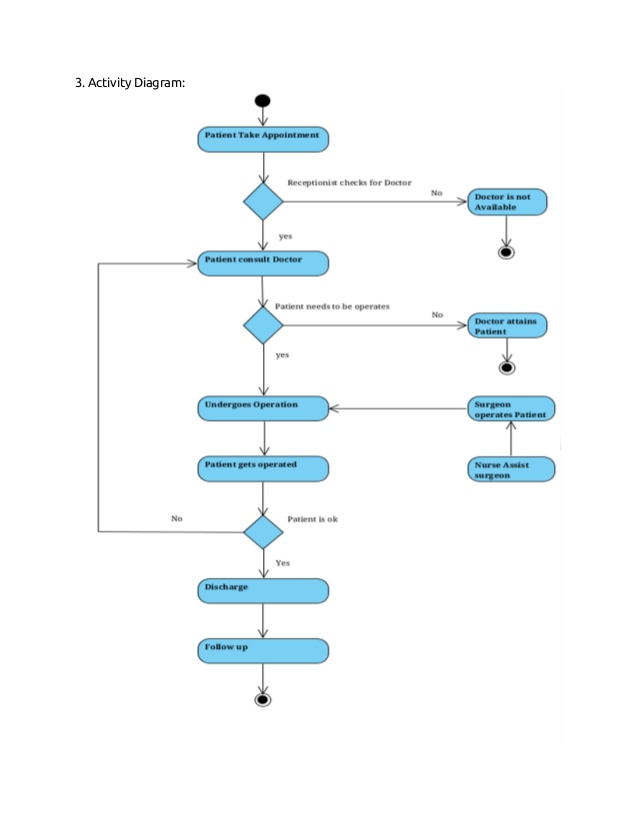 3. Activity Diagram:
Patient Take Appointment
Receptionist checks for Doctor
No
Doctor is not
Available
yes
Patient consult Doctor
Patient needs to be operates
No
Doctor attains
Patient
yes
Undergoes Operation
Surgeon
operates Patient
Patient gets operated
Nurse Assist
surgeon
No
Patient is ok
Yes
Discharge
Follow up